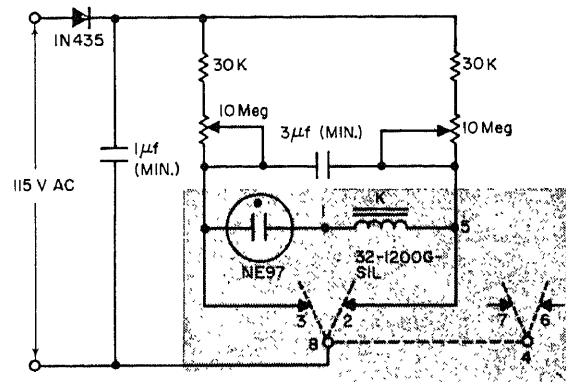 IN435
30K
30K
10 Meg
3μf (MIN.)
10 Meg
1μf
(MIN.)
115 V AC
1
K
5
NE97
32-1200G-
SIL
3
2
7
6
8
4